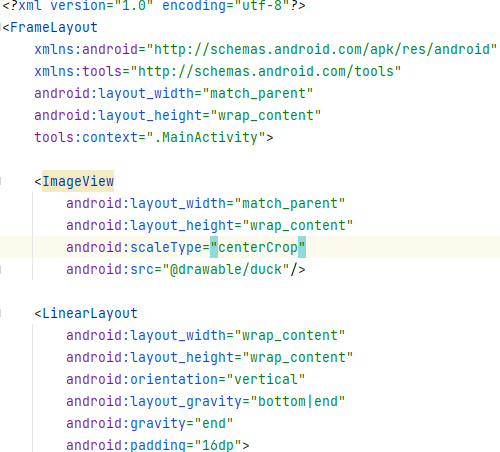 <?xml version="1.0" encoding="utf-8"?>
<FrameLayout
xmlns:android="http://schemas.android.com/apk/res/android"
xmlns:tools="http://schemas.android.com/tools"
android:layout_width="match_parent"
android:layout_height="wrap_content"
tools:context=".MainActivity">
<ImageView
android:layout_width="match_parent"
android:layout_height="wrap_content"
android:scaleType="centerCrop"
android:src="@drawable/duck"/>
<LinearLayout
android:layout_width="wrap_content"
android:layout_height="wrap_content"
android:orientation="vertical"
android:layout_gravity="bottom|end"
android:gravity="end"
android:padding="16dp">